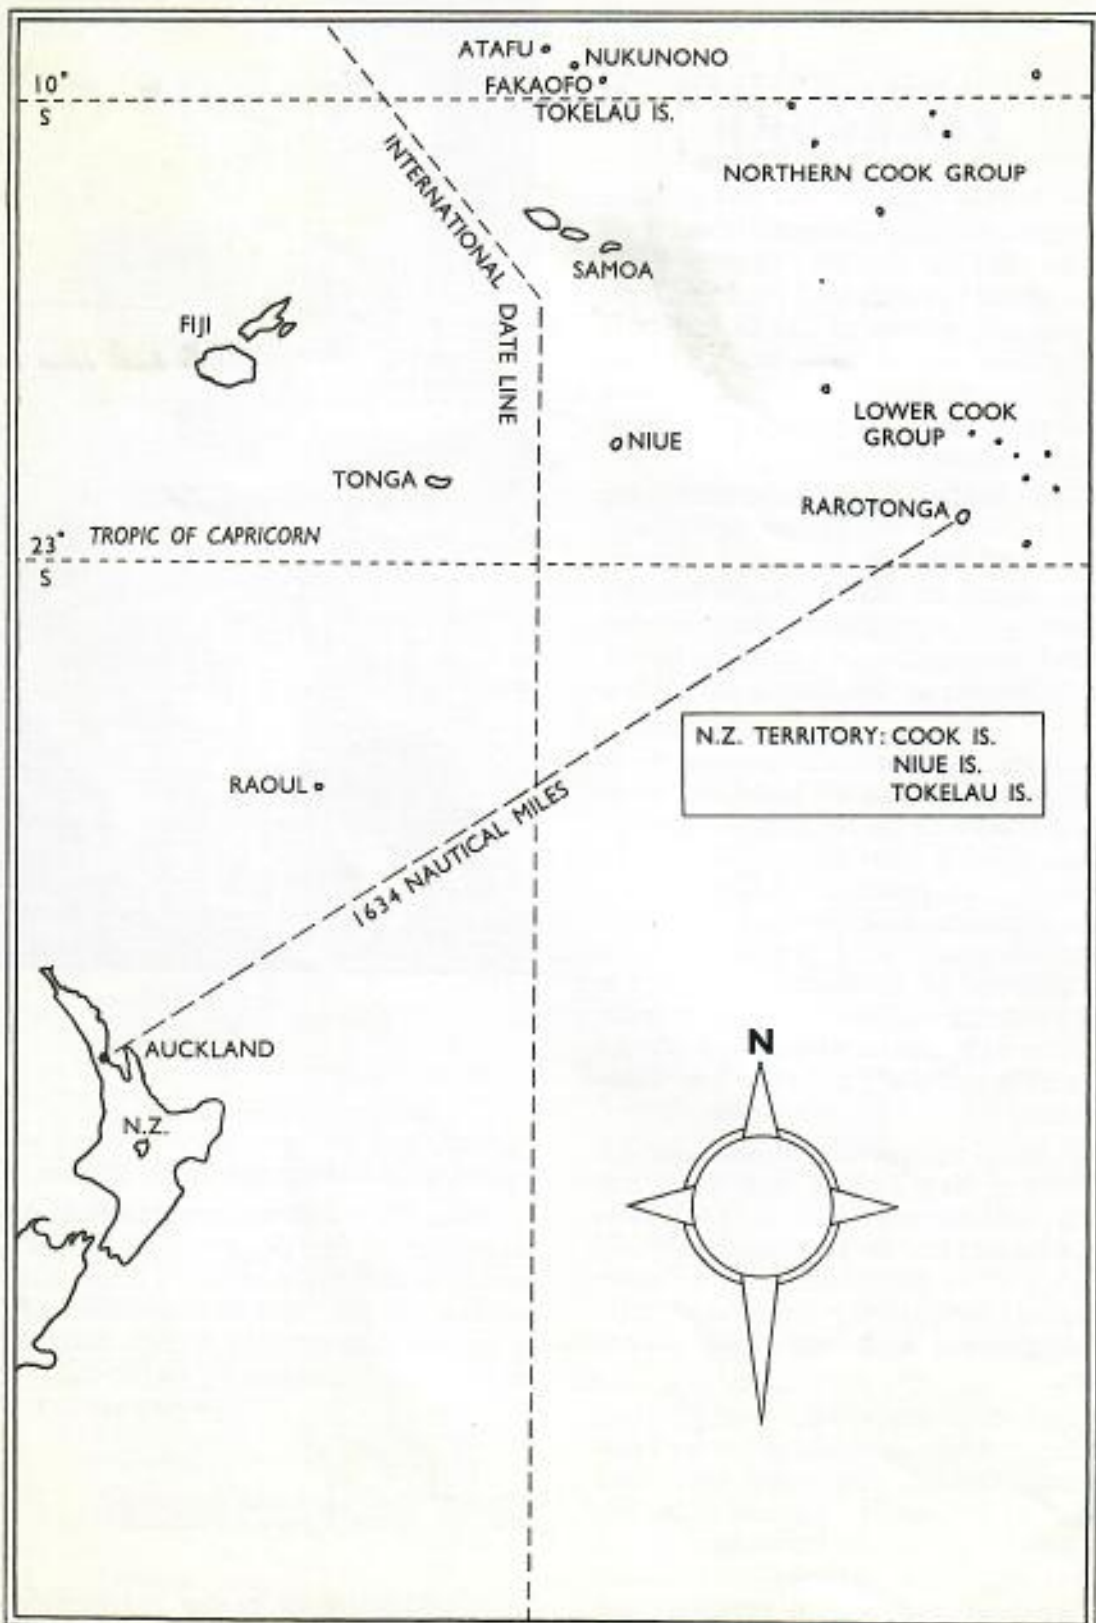 ATAFU
NUKUNONO
FAKAOFO
10°
S
TOKELAU IS.
INTERNATIONAL DATE LINE
NORTHERN COOK GROUP
SAMOA
FIJI
LOWER COOK
GROUP
NIUE
TONGA
RAROTONGA
23°
S
TROPIC OF CAPRICORN
N.Z. TERRITORY: COOK IS.
NIUE IS.
TOKELAU IS.
RAOUL
1634 NAUTICAL MILES
AUCKLAND
N
N.Z.